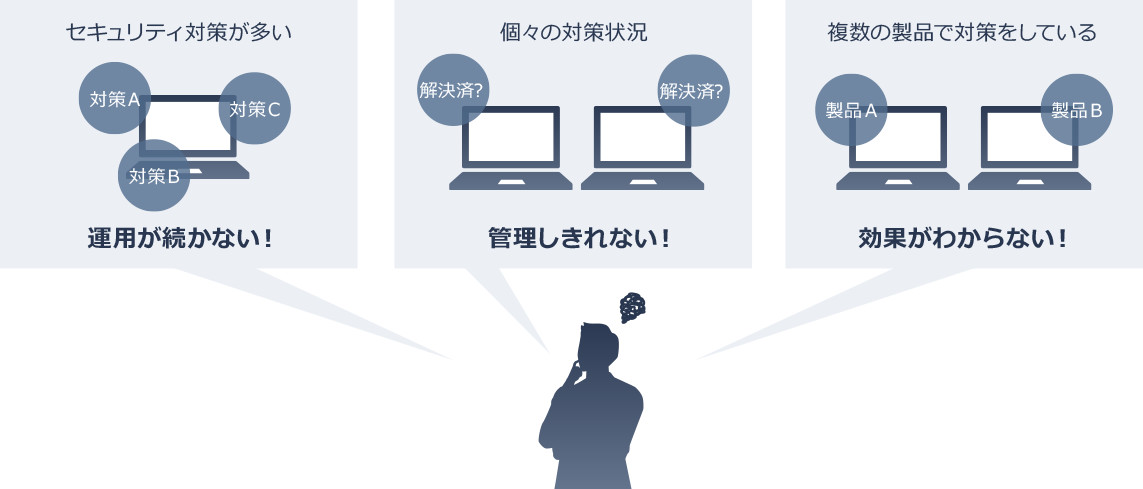 セキュリティ対策が多い
対策A
対策C
対策B
運用が続かない!
個々の対策状況
解決済?
解決済?
管理しきれない!
複数の製品で対策をしている
製品A
製品B
効果がわからない!